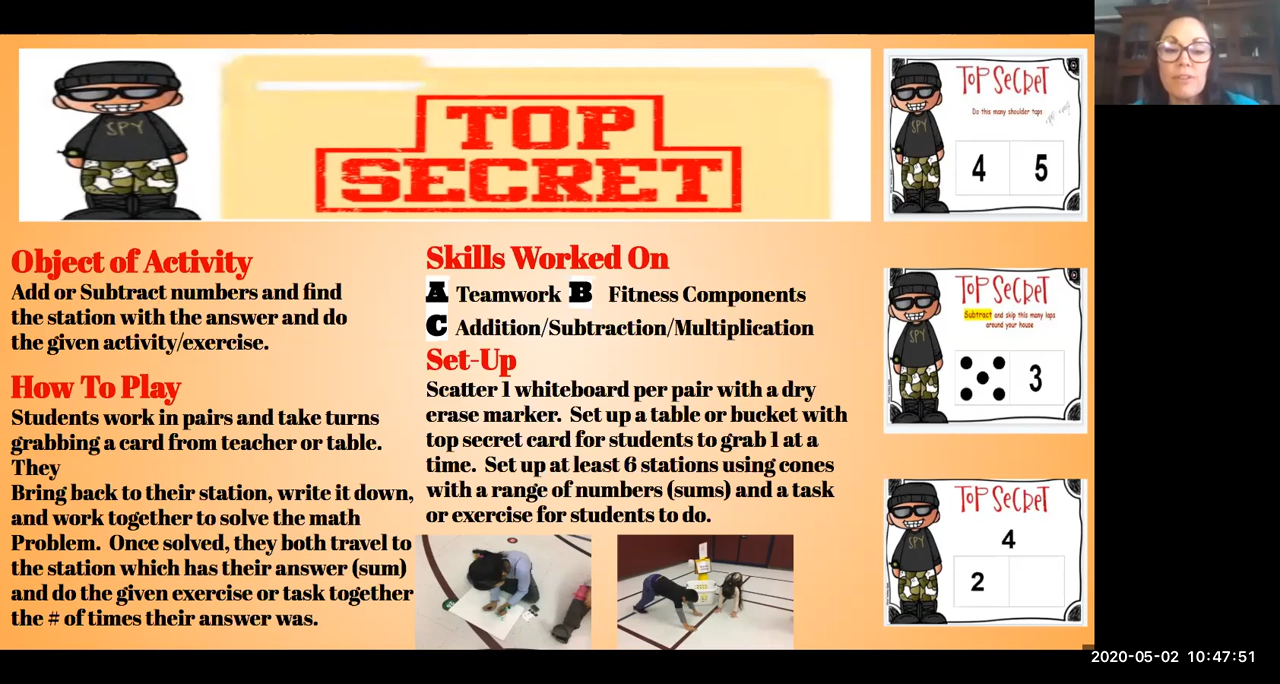 TOP
SECRET
SPY
Object of Activity
Add or Subtract numbers and find
the station with the answer and do
the given activity/exercise.
How To Play
Students work in pairs and take turns
grabbing a card from teacher or table.
They
Bring back to their station, write it down,
and work together to solve the math
Problem.  Once solved, they both travel to
the station which has their answer (sum)
and do the given exercise or task together
the # of times their answer was.
Skills Worked On
A Teamwork B Fitness Components
C Addition/Subtraction/Multiplication
Set-Up
Scatter 1 whiteboard per pair with a dry
erase marker.  Set up a table or bucket with
top secret card for students to grab 1 at a
time.  Set up at least 6 stations using cones
with a range of numbers (sums) and a task
or exercise for students to do.
TOP SECRET
Do this many shoulder taps
SPY
4 5
TOP SECRET
Subtract and skip this many laps
around your house
SPY
3
TOP SECRET
4
SPY
2
2020-05-02 10:47:51